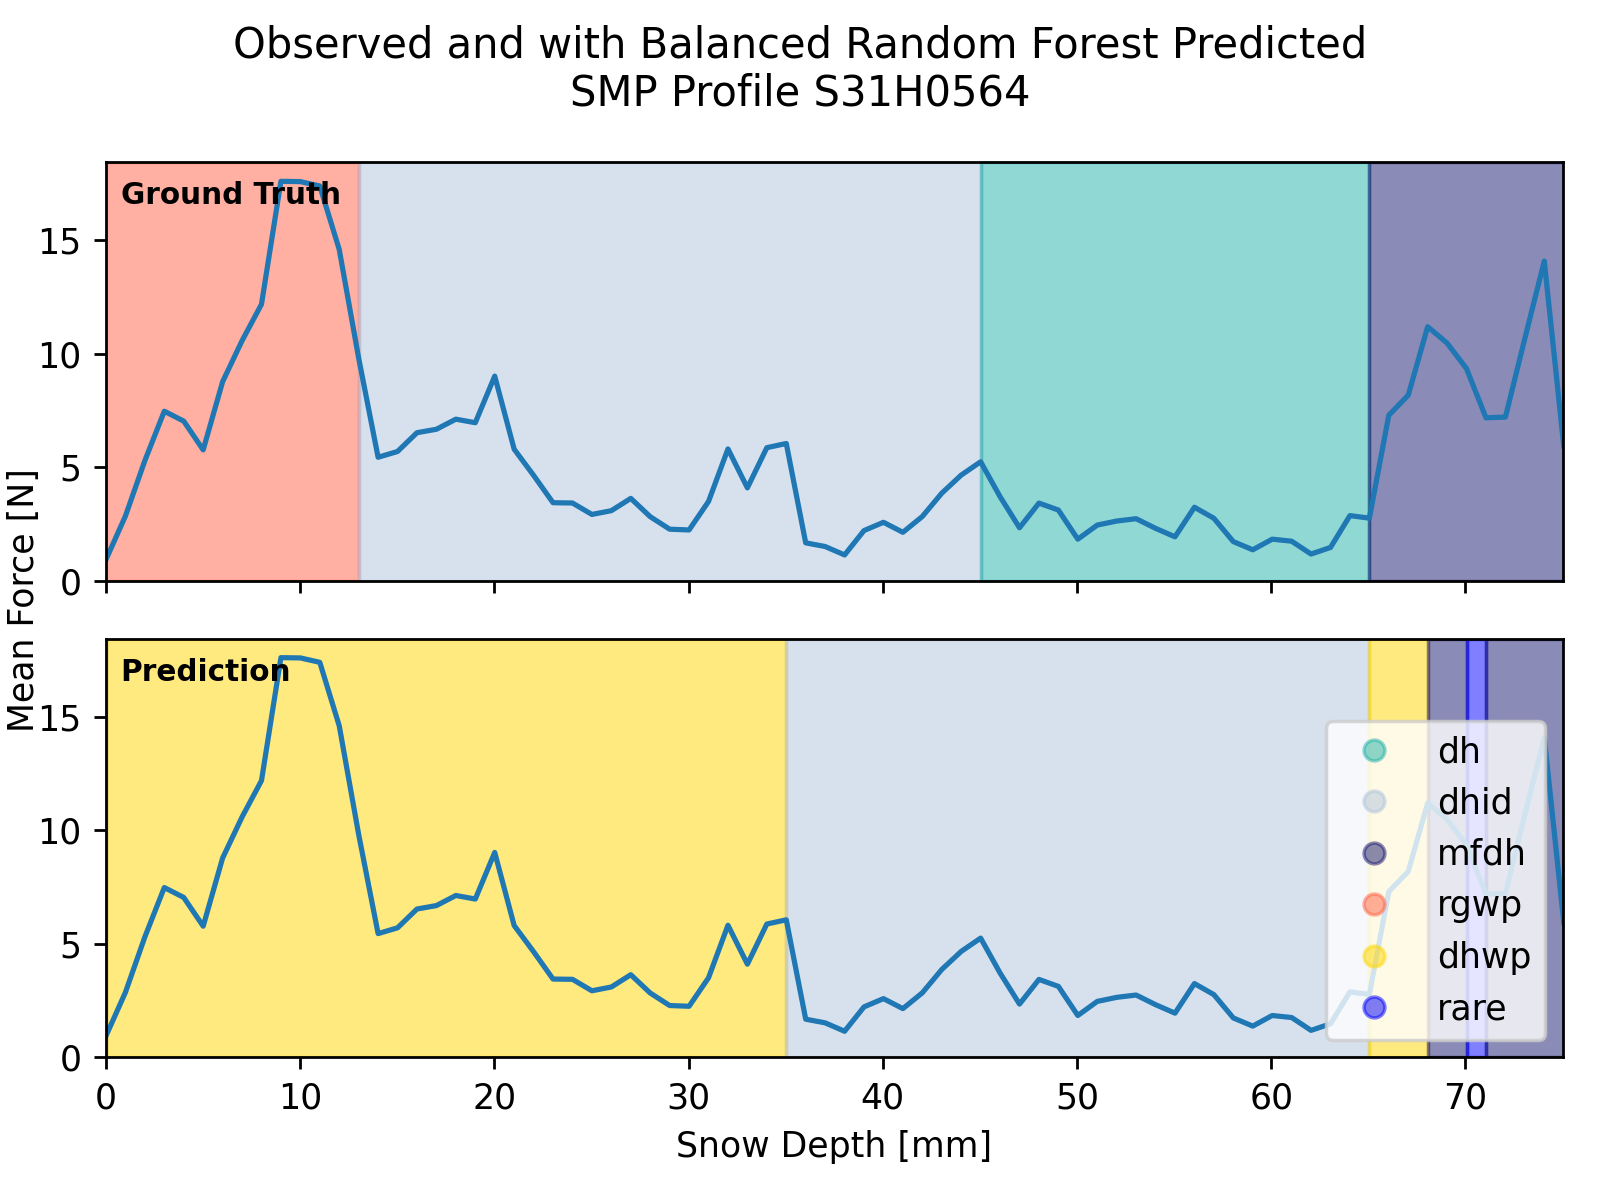 Observed and with Balanced Random Forest Predicted
SMP Profile S31H0564
Mean Force [N]
Ground Truth
15
10
5
0
Prediction
15
10
5
0
dh
dhid
mfdh
rgwp
dhwp
rare
0 10 20 30 40 50 60 70
Snow Depth [mm]